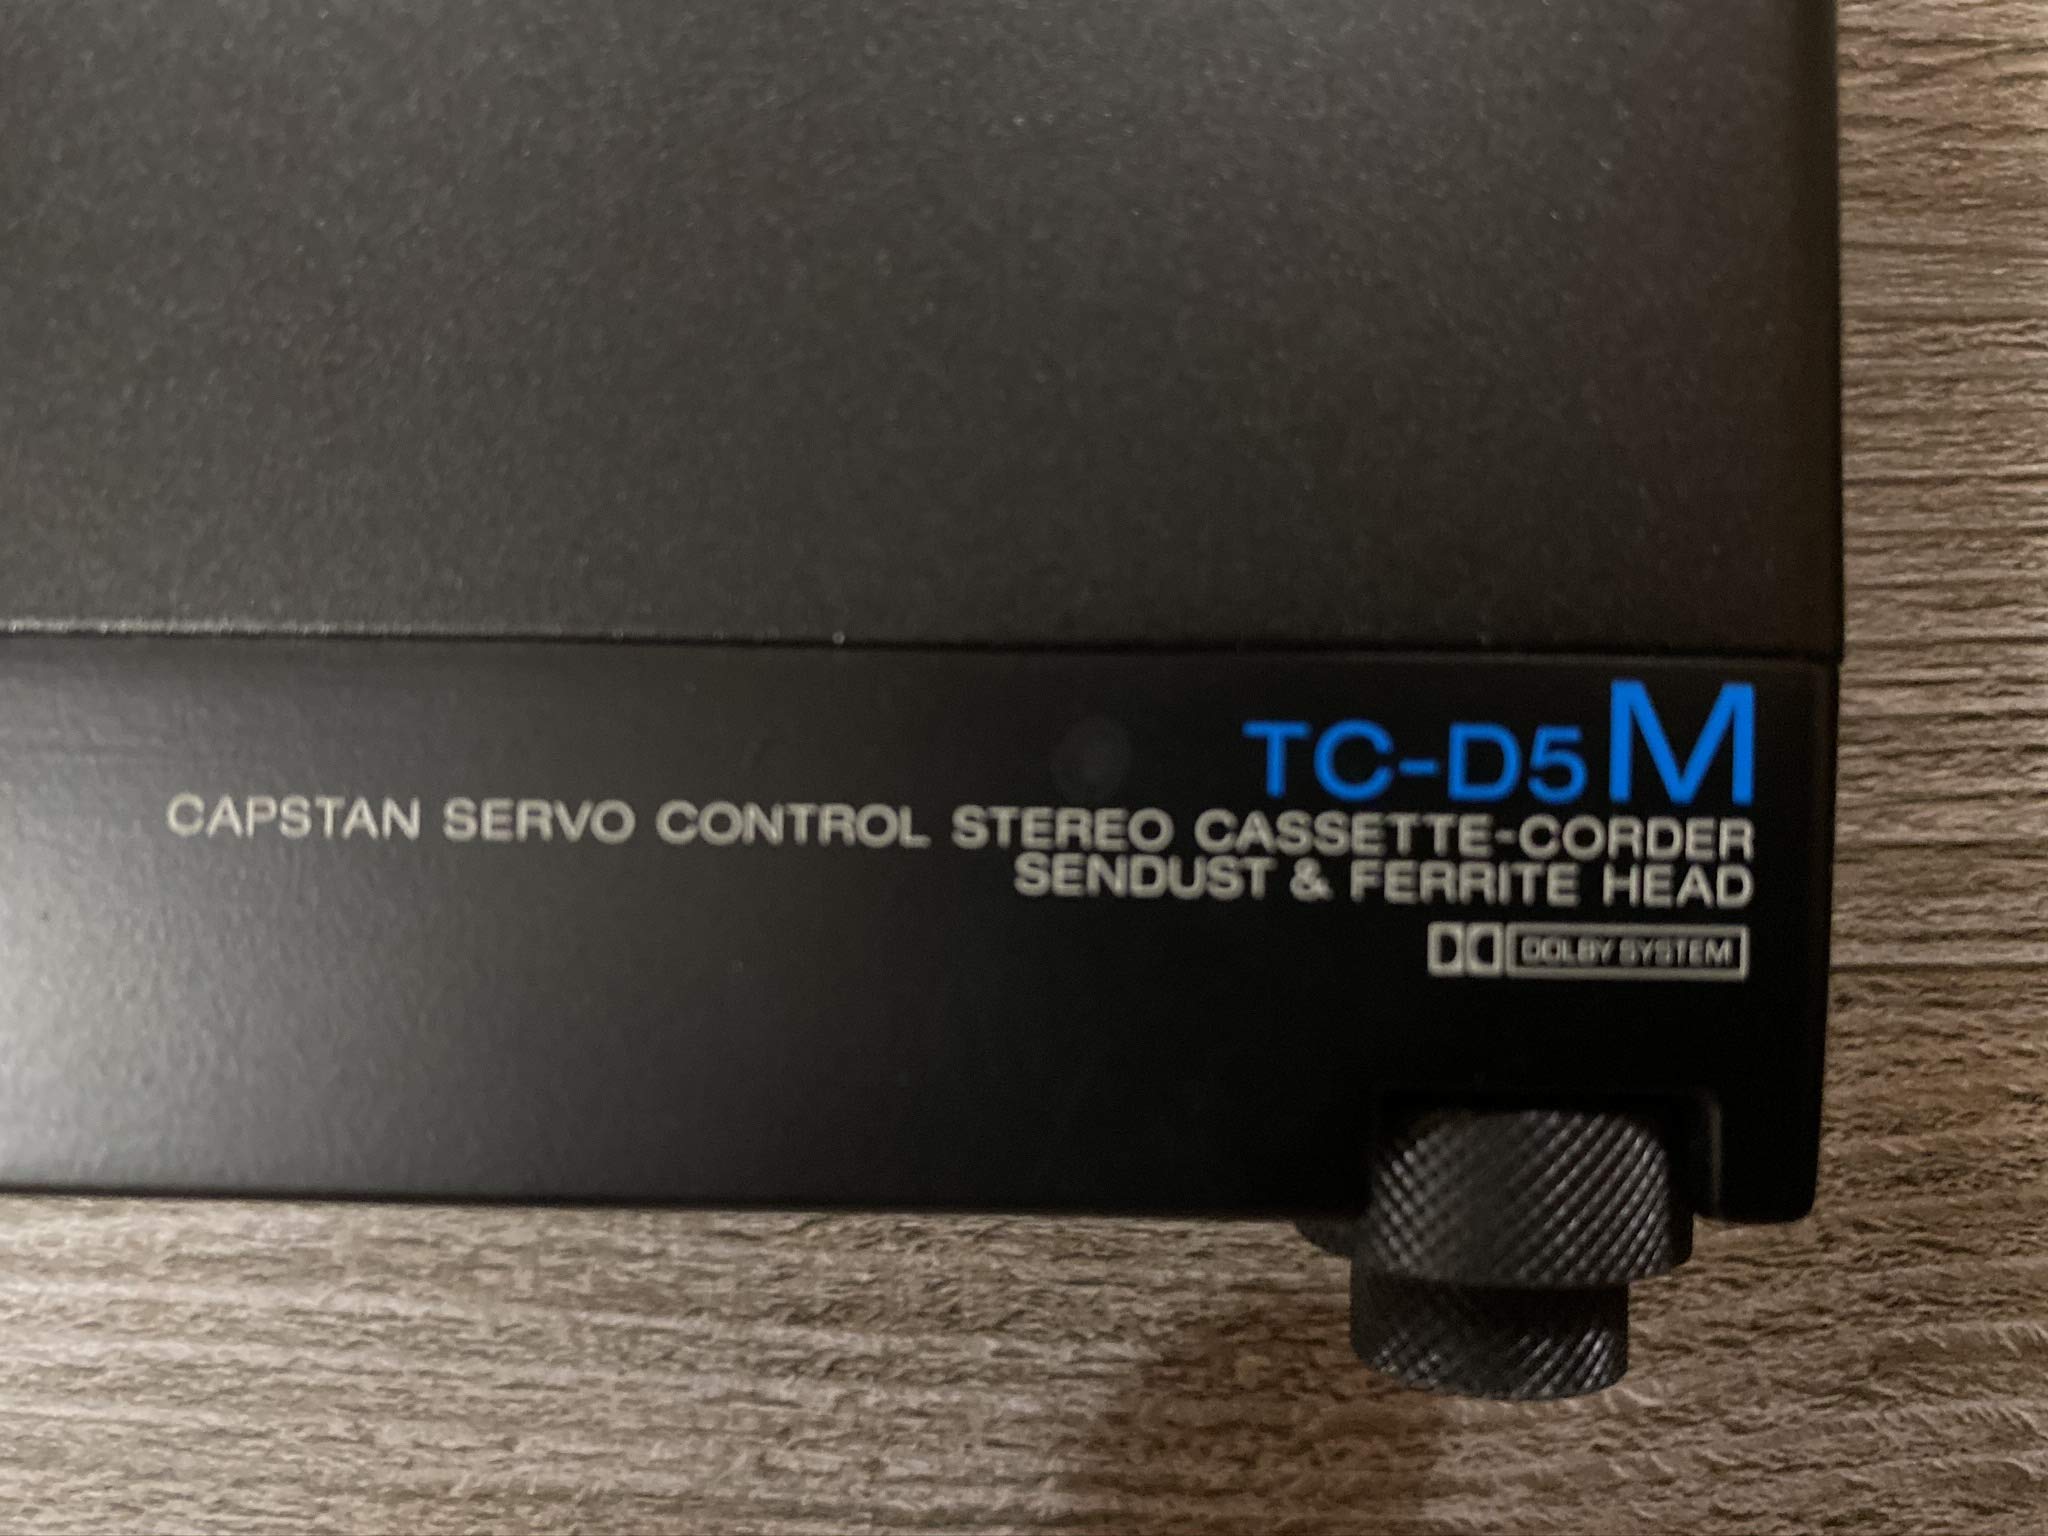 TC-D5M
CAPSTAN SERVO CONTROL STEREO CASSETTE-CORDER
SENDUST & FERRITE HEAD
DOLBY SYSTEM